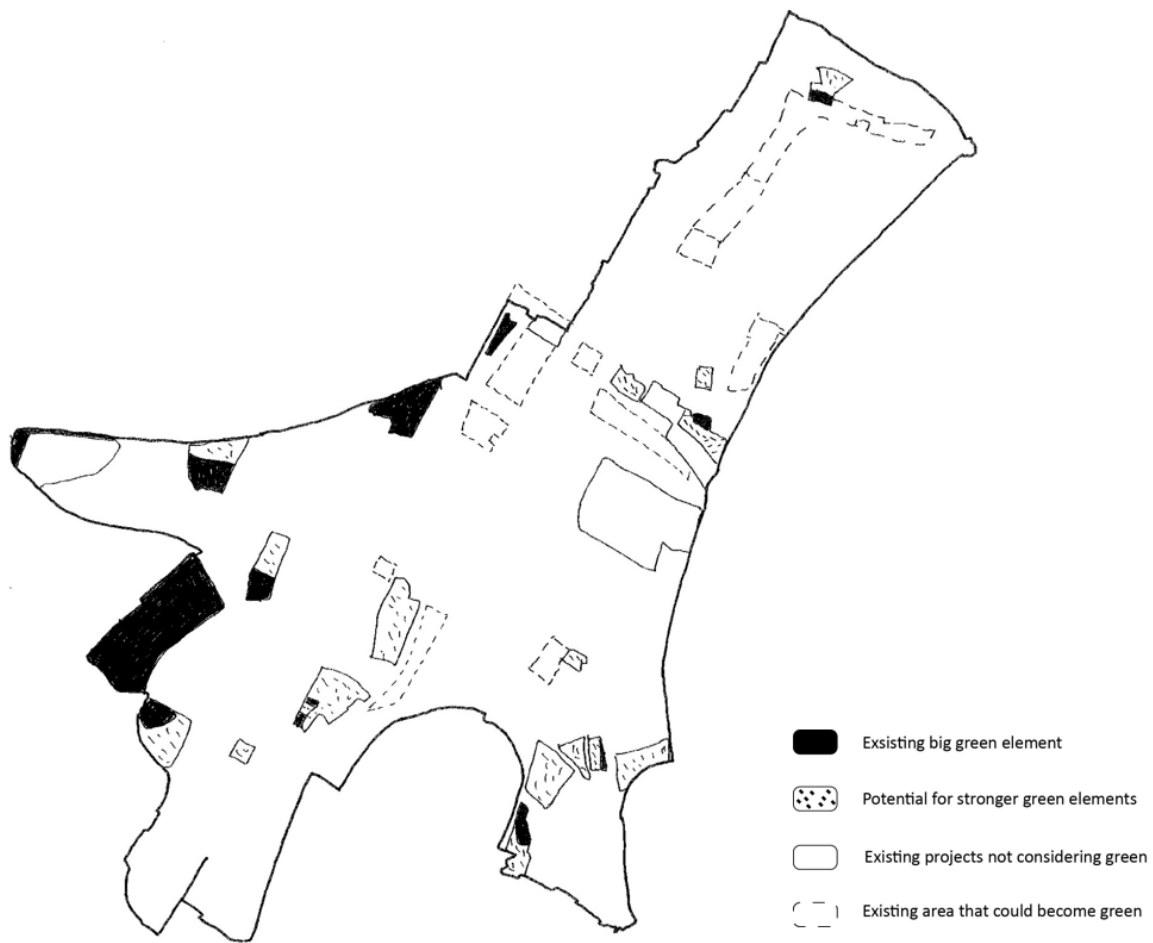 Exsisting big green element
Potential for stronger green elements
Existing projects not considering green
Existing area that could become green